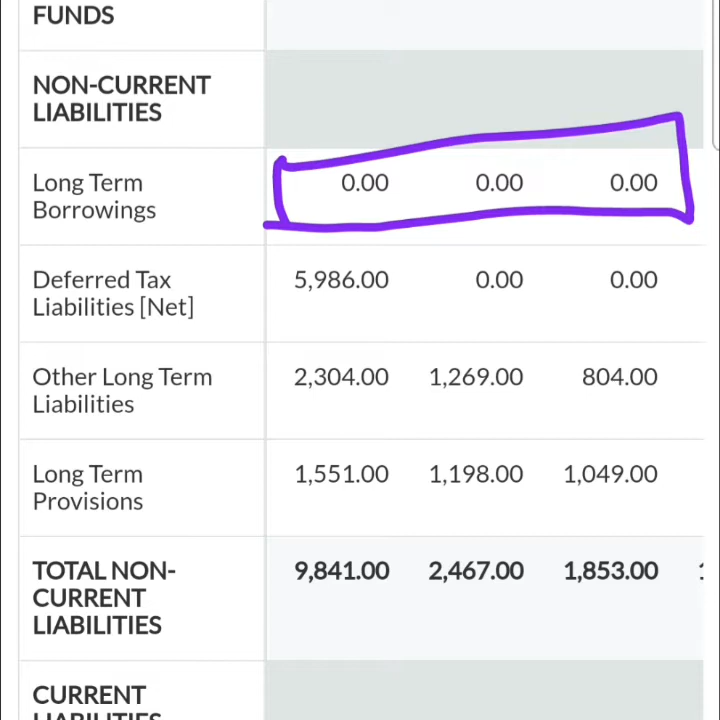 FUNDS
NON-CURRENT
LIABILITIES
Long Term
Borrowings
0.00 0.00 0.00
Deferred Tax
Liabilities [Net]
5,986.00 0.00 0.00
Other Long Term
Liabilities
2,304.00 1,269.00 804.00
Long Term
Provisions
1,551.00 1,198.00 1,049.00
TOTAL NON-
CURRENT
LIABILITIES
9,841.00 2,467.00 1,853.00
CURRENT
LIABILITIES